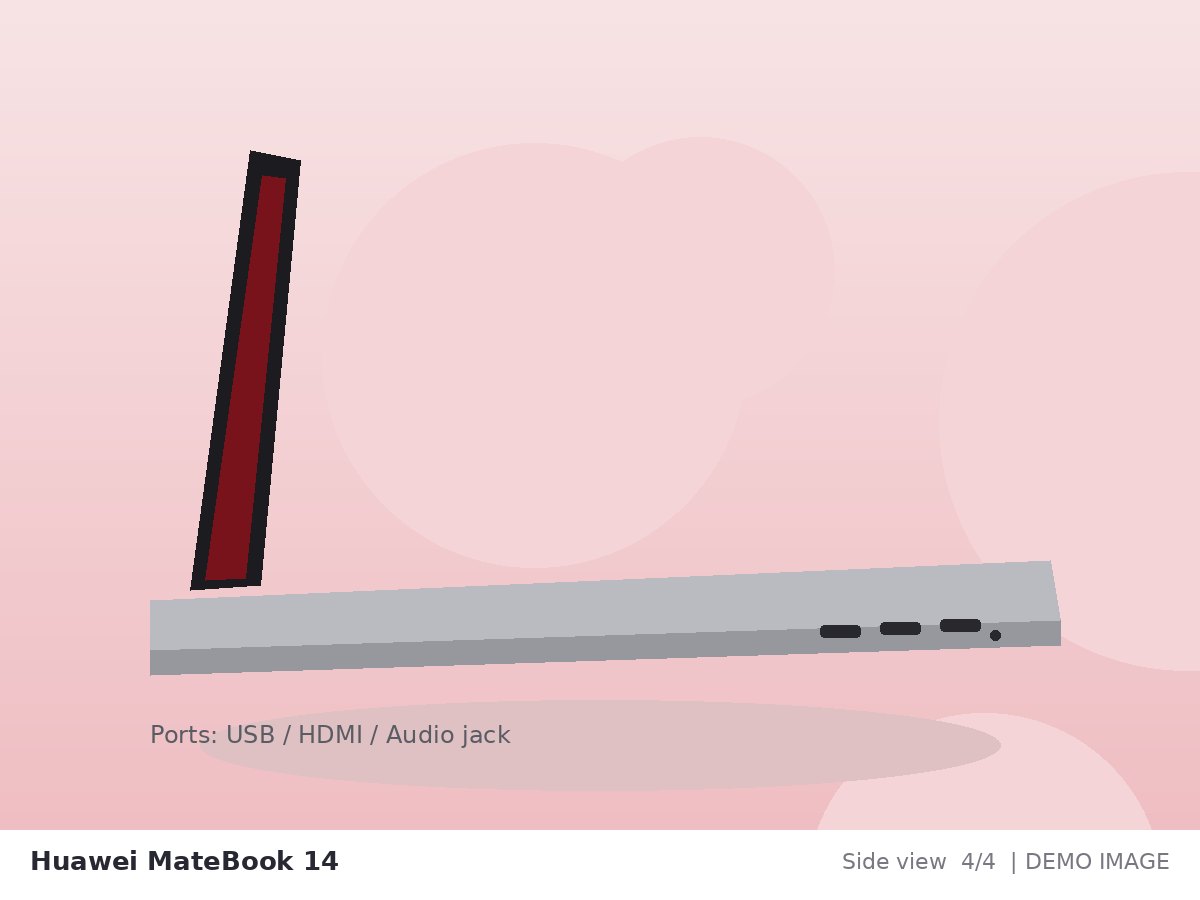 Ports: USB / HDMI / Audio jack
Huawei MateBook 14
Side view  4/4  | DEMO IMAGE